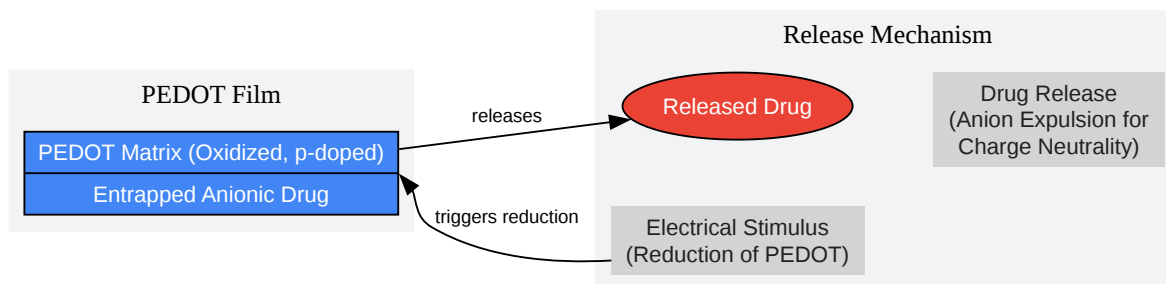 PEDOT Film
PEDOT Matrix (Oxidized, p-doped)
Entrapped Anionic Drug
releases
triggers reduction
Release Mechanism
Released Drug
Drug Release
(Anion Expulsion for
Charge Neutrality)
Electrical Stimulus
(Reduction of PEDOT)